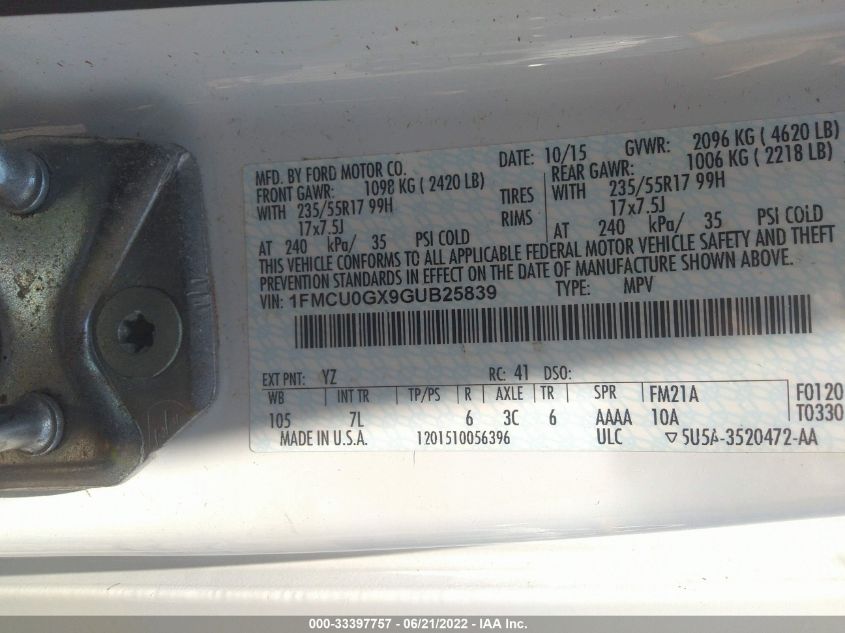 MFD. BY FORD MOTOR CO.
DATE: 10/15 GVWR: 2096 KG ( 4620 LB)
FRONT GAWR: 1098 KG ( 2420 LB)
REAR GAWR: 1006 KG ( 2218 LB)
WITH 235/55R17 99H TIRES WITH 235/55R17 99H
17x7.5J RIMS 17x7.5J
AT 240 kPa/ 35 PSI COLD AT 240 kPa/ 35 PSI COLD
THIS VEHICLE CONFORMS TO ALL APPLICABLE FEDERAL MOTOR VEHICLE SAFETY AND THEFT
PREVENTION STANDARDS IN EFFECT ON THE DATE OF MANUFACTURE SHOWN ABOVE.
VIN: 1FMCU0GX9GUB25839 TYPE: MPV
EXT PNT: YZ RC: 41 DSO:
WB INT TR TP/PS R AXLE TR SPR FM21A F0120
105 7L 6 3C 6 AAAA 10A T0330
MADE IN U.S.A. 1201510056396 ULC ▽5U5A-3520472-AA
000-33397757 - 06/21/2022 - IAA Inc.